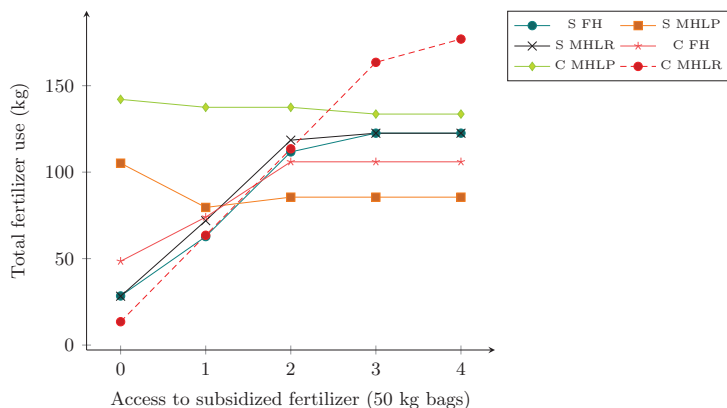 S FH S MHLP
S MHLR C FH
C MHLP C MHLR
150
100
50
0
Total fertilizer use (kg)
0 1 2 3 4
Access to subsidized fertilizer (50 kg bags)